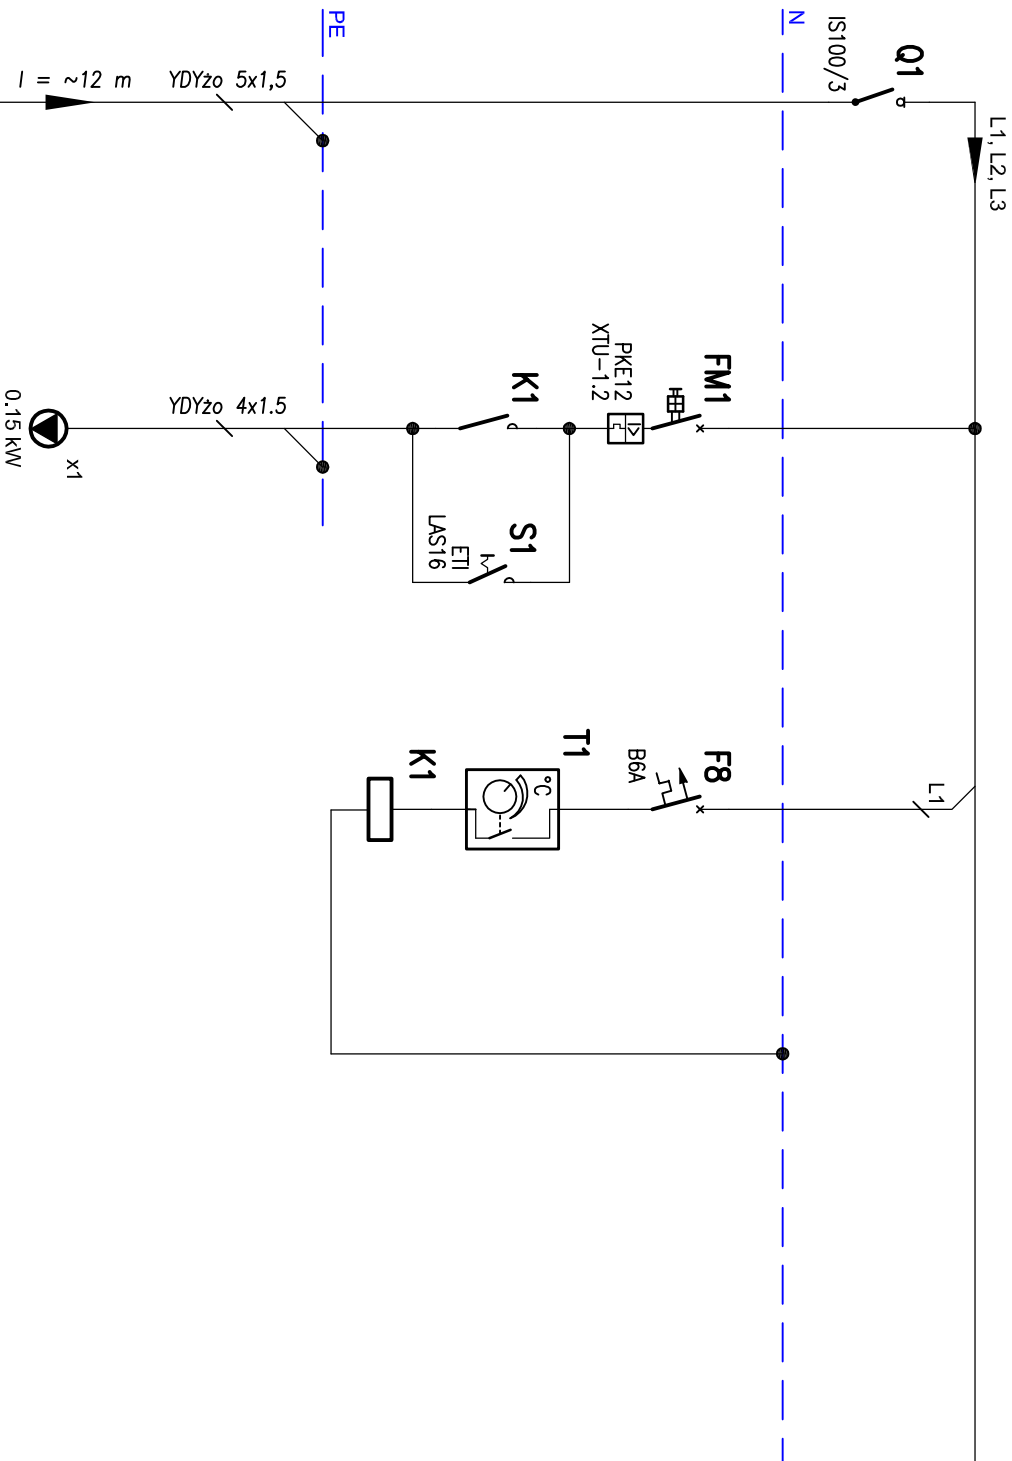 Q1
IS100/3
L1, L2, L3
N
PE
l = ~12 m
YDYżo 5x1,5
FM1
PKE12
XTU-1.2
K1
S1
ETI
LAS16
YDYżo 4x1.5
x1
0.15 kW
L1
F8
B6A
T1
°C
K1